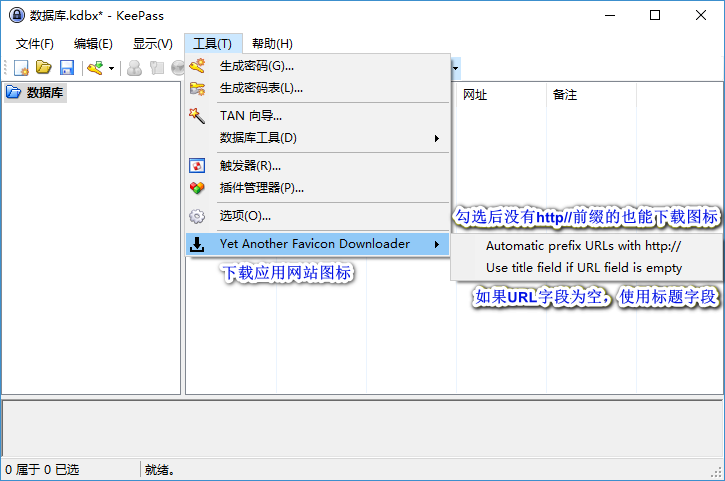 数据库.kdbx* - KeePass
文件(F) 编辑(E) 显示(V) 工具(T) 帮助(H)
生成密码(G)...
生成密码表(L)...
数据库
网址 备注
TAN 向导...
数据库工具(D)
触发器(R)...
插件管理器(P)...
选项(O)...
勾选后没有http//前缀的也能下载图标
Yet Another Favicon Downloader
Automatic prefix URLs with http://
Use title field if URL field is empty
下载应用网站图标
如果URL字段为空，使用标题字段
0 属于 0 已选 就绪。